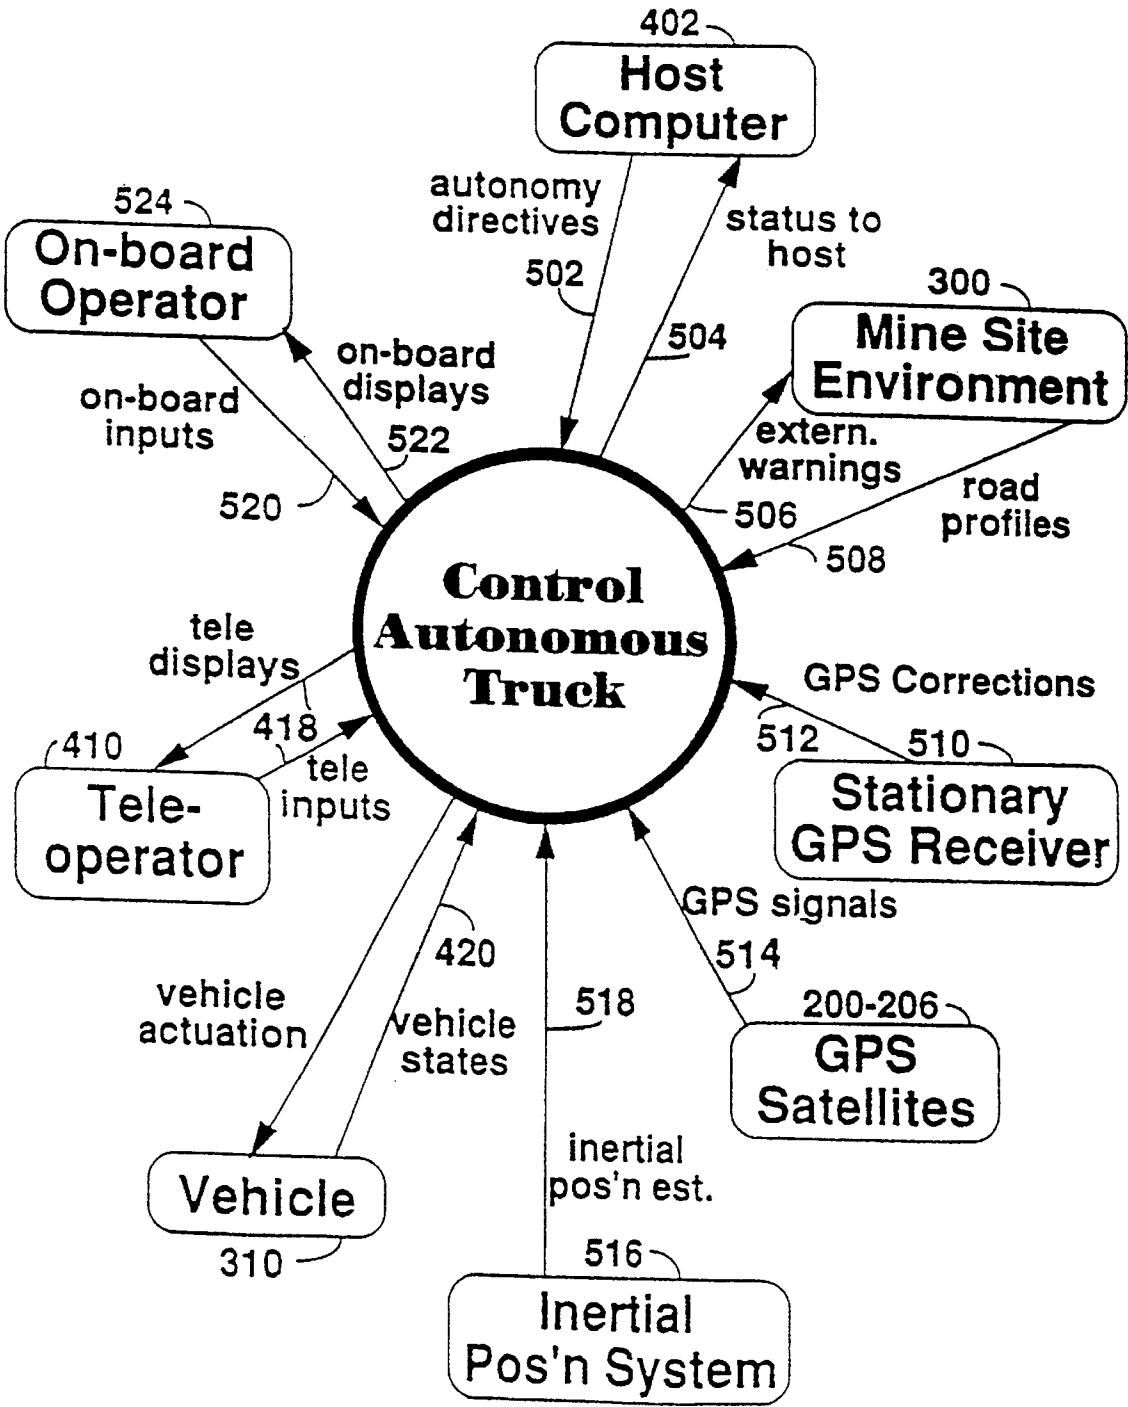 402
Host
Computer
autonomy
directives
502
status to
host
504
524
On-board
Operator
on-board
inputs
520
on-board
displays
522
300
Mine Site
Environment
extern.
warnings
506
road
profiles
508
Control
Autonomous
Truck
tele
displays
418
410
Tele-
operator
tele
inputs
GPS Corrections
512
510
Stationary
GPS Receiver
GPS signals
514
200-206
GPS
Satellites
420
vehicle
actuation
vehicle
states
Vehicle
310
518
inertial
pos'n est.
516
Inertial
Pos'n System